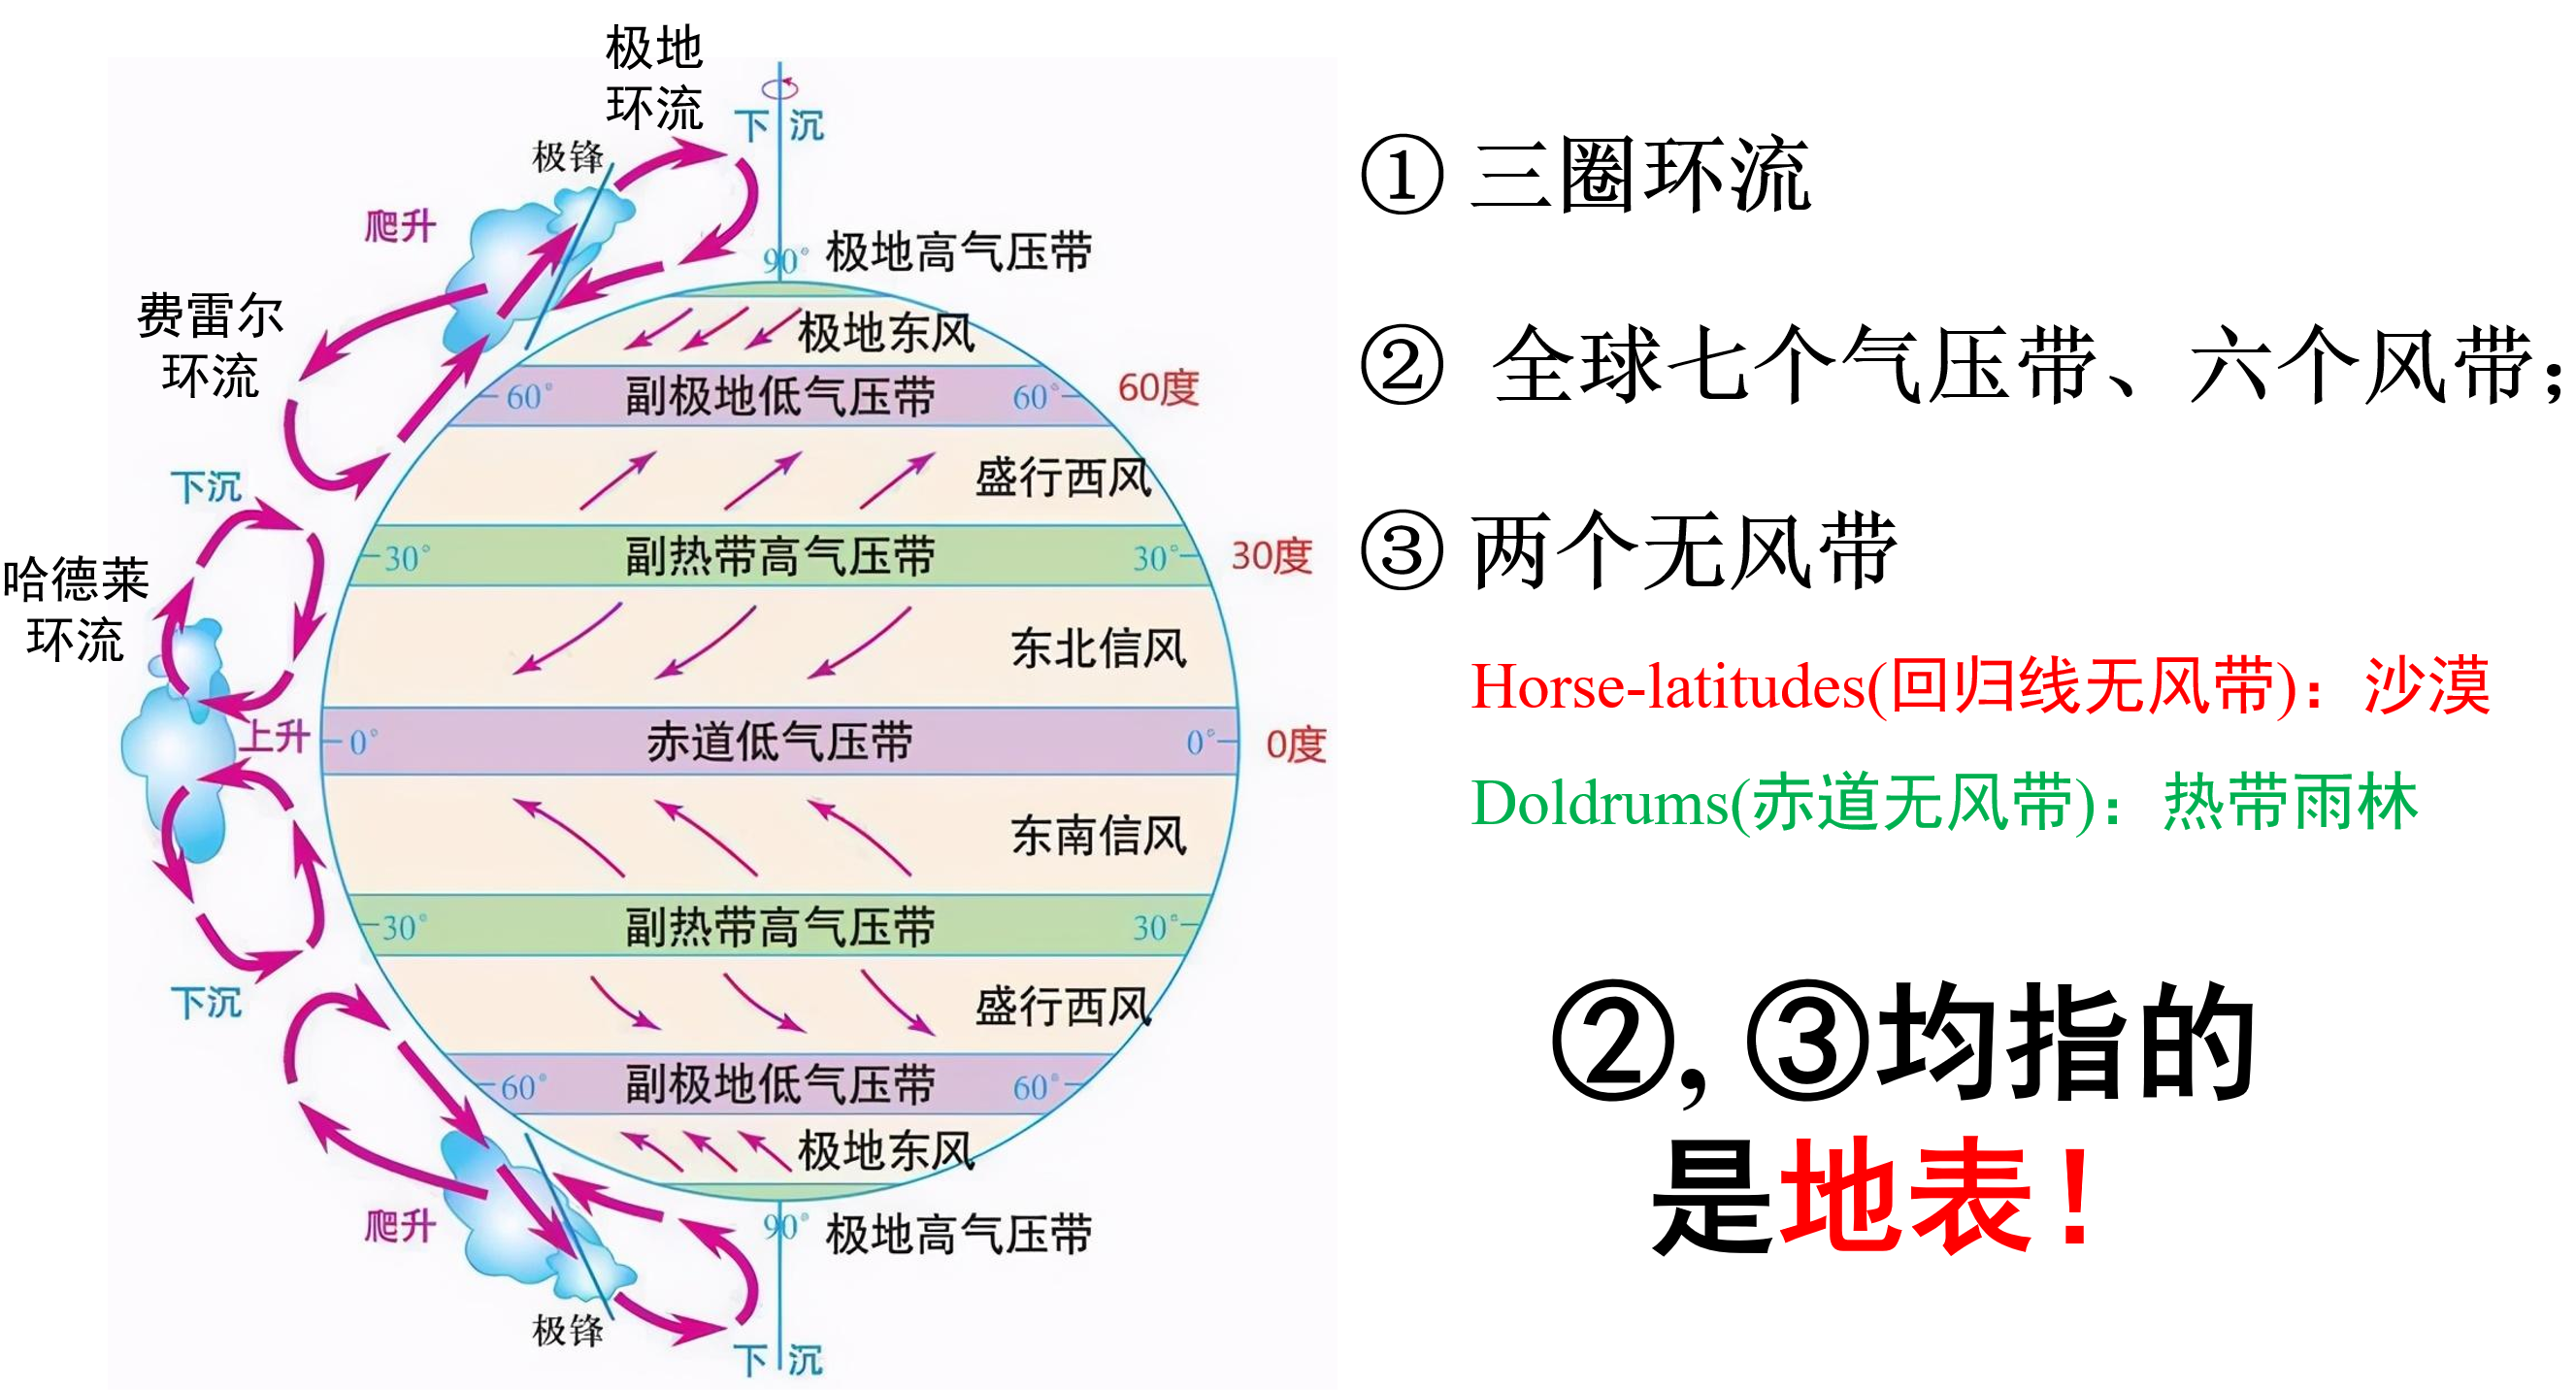 极地
环流
下沉
极锋
爬升
90° 极地高气压带
费雷尔
环流
极地东风
60° 副极地低气压带 60° 60度
盛行西风
下沉
30° 副热带高气压带 30° 30度
哈德莱
环流
东北信风
上升
0° 赤道低气压带 0° 0度
东南信风
30° 副热带高气压带 30°
下沉
盛行西风
60° 副极地低气压带 60°
极地东风
爬升
90° 极地高气压带
极锋
下沉
① 三圈环流
② 全球七个气压带、六个风带；
③ 两个无风带
Horse-latitudes(回归线无风带)：沙漠
Doldrums(赤道无风带)：热带雨林
②,③均指的
是地表！